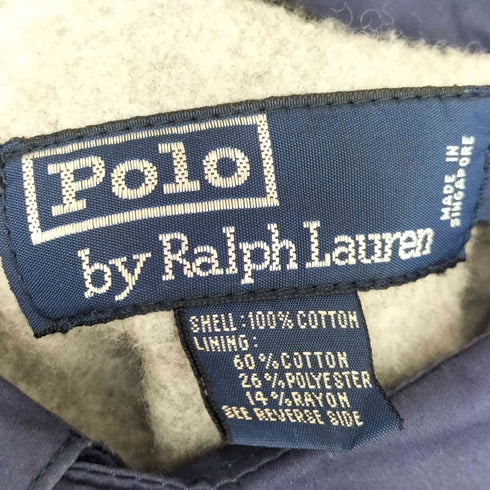 Polo
by Ralph Lauren
MADE IN
SINGAPORE
SHELL: 100% COTTON
LINING:
60% COTTON
26% POLYESTER
14% RAYON
SEE REVERSE SIDE